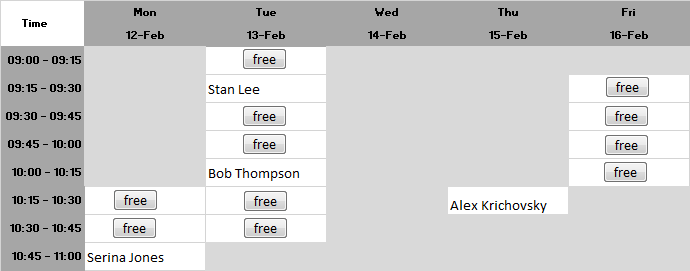 Time Mon Tue Wed Thu Fri
12-Feb 13-Feb 14-Feb 15-Feb 16-Feb
09:00 - 09:15 free
09:15 - 09:30 Stan Lee free
09:30 - 09:45 free free
09:45 - 10:00 free free
10:00 - 10:15 Bob Thompson free
10:15 - 10:30 free free Alex Krichovsky
10:30 - 10:45 free free
10:45 - 11:00 Serina Jones